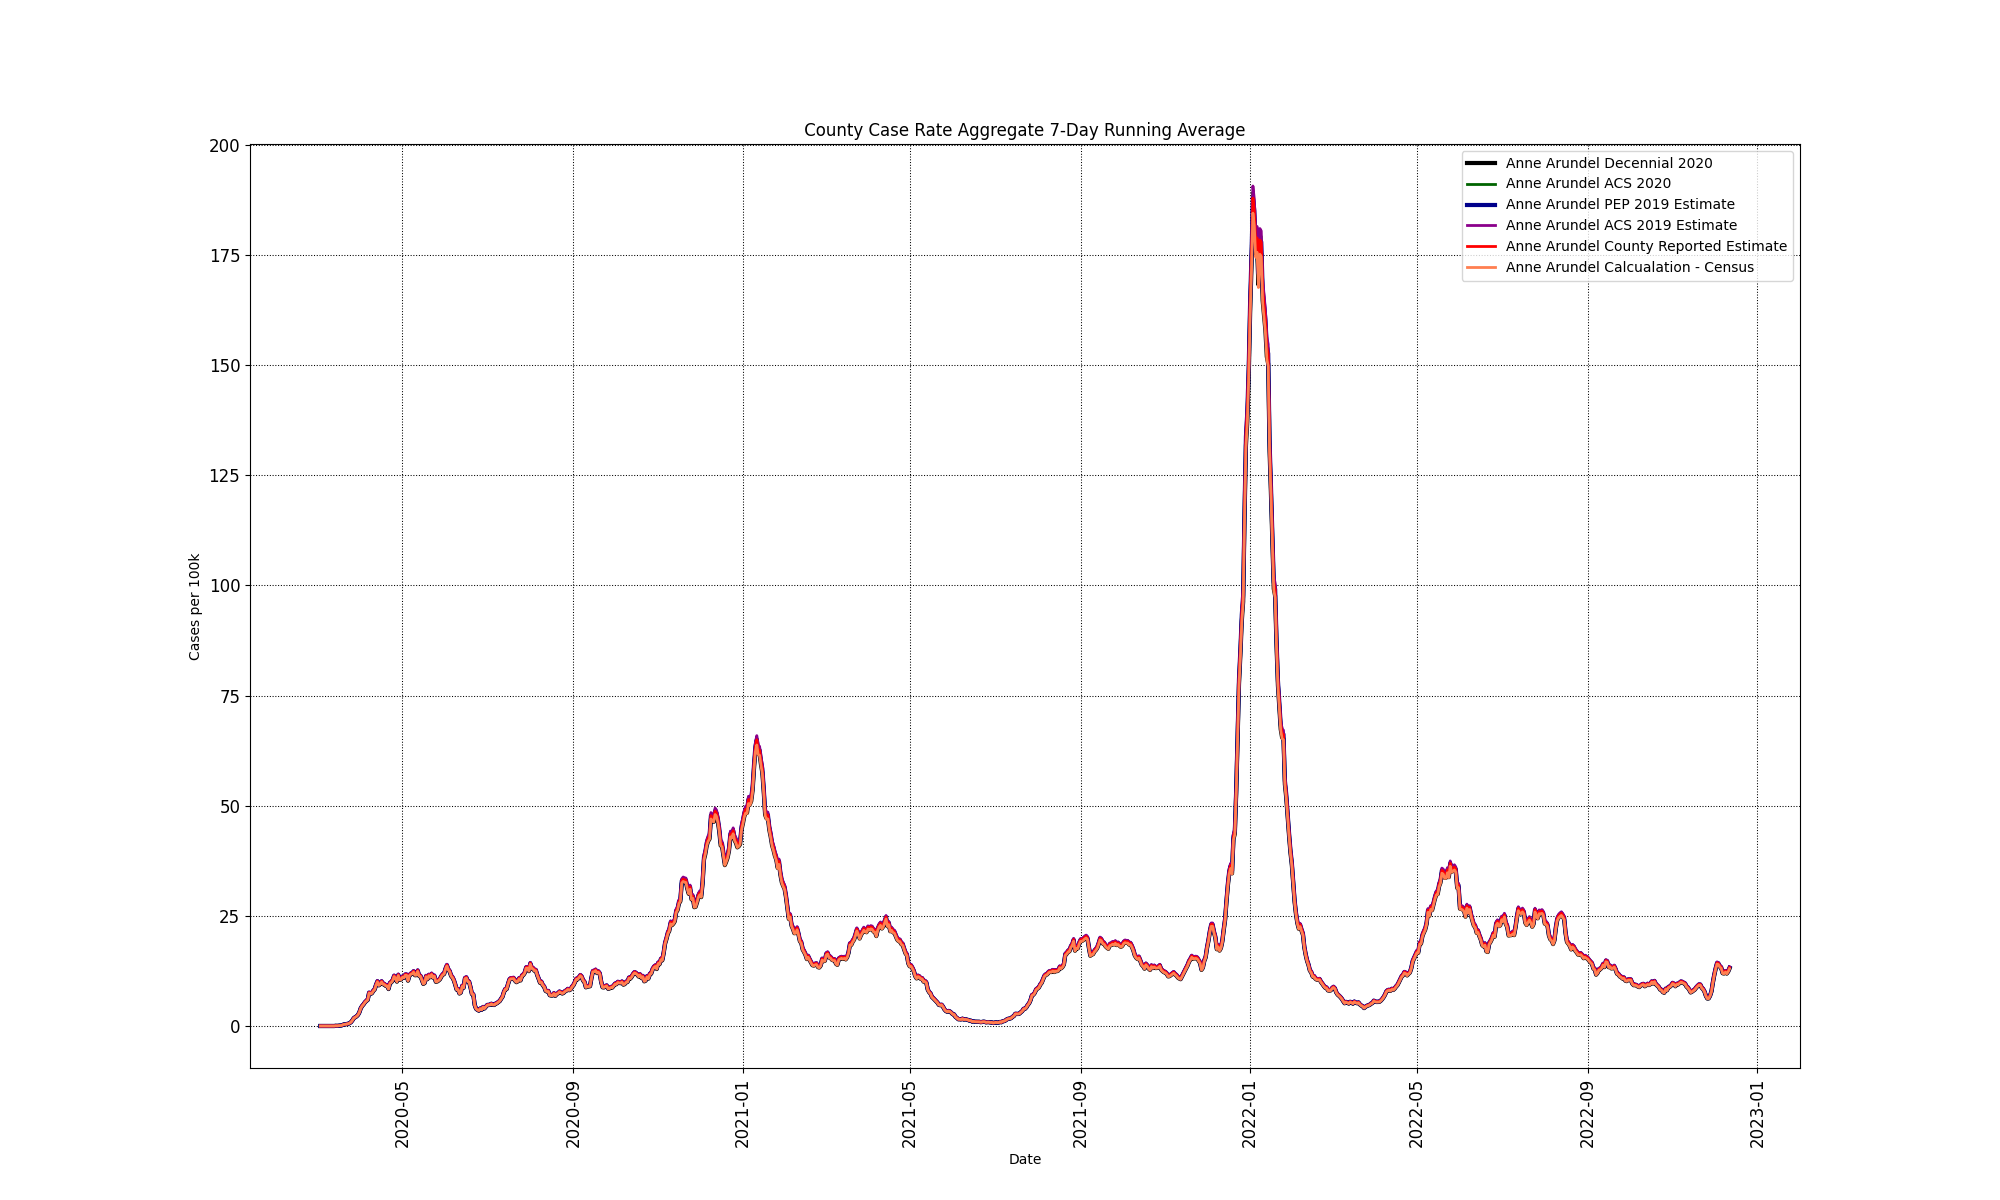 County Case Rate Aggregate 7-Day Running Average
200
175
150
125
100
75
50
25
0
Cases per 100k
Anne Arundel Decennial 2020
Anne Arundel ACS 2020
Anne Arundel PEP 2019 Estimate
Anne Arundel ACS 2019 Estimate
Anne Arundel County Reported Estimate
Anne Arundel Calcualation - Census
2020-05
2020-09
2021-01
2021-05
2021-09
2022-01
2022-05
2022-09
2023-01
Date